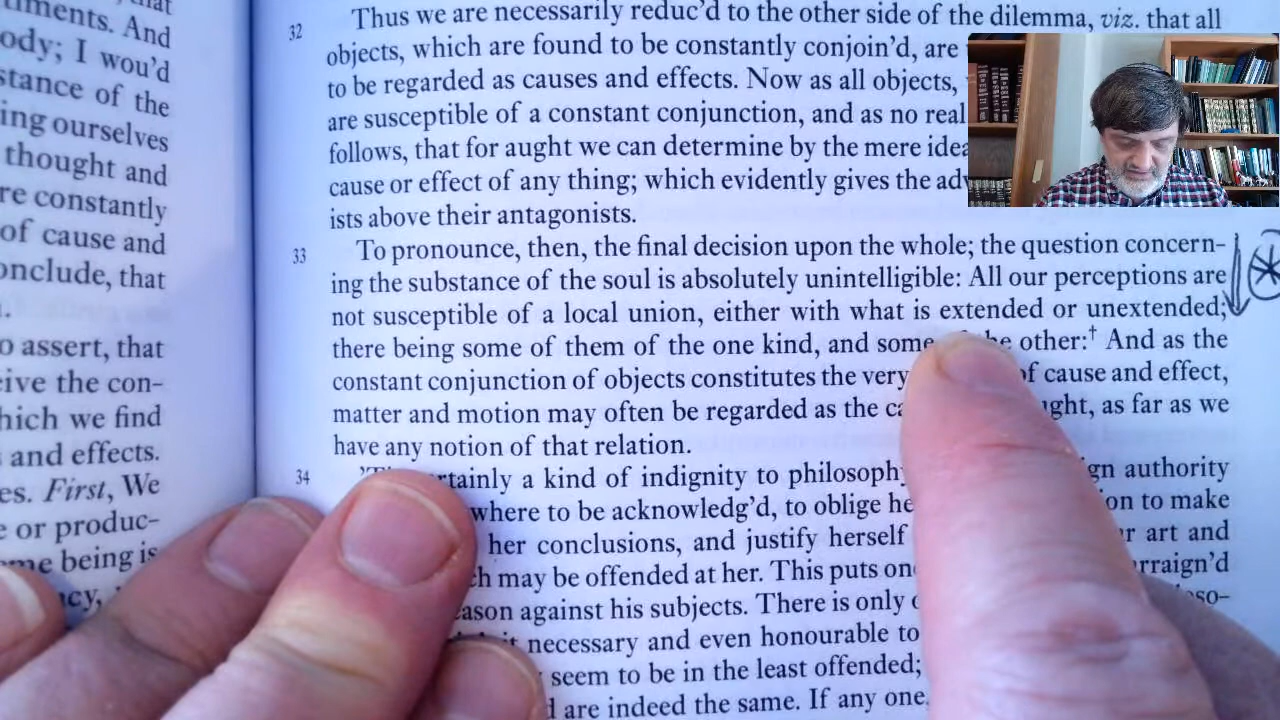 iments. And
ody; I wou'd
stance of the
ing ourselves
thought and
re constantly
of cause and
onclude, that
o assert, that
ive the con-
hich we find
and effects.
es. First, We
e or produc-
me being is
32 Thus we are necessarily reduc'd to the other side of the dilemma, viz. that all
objects, which are found to be constantly conjoin'd, are
to be regarded as causes and effects. Now as all objects,
are susceptible of a constant conjunction, and as no real
follows, that for aught we can determine by the mere idea
cause or effect of any thing; which evidently gives the adv
ists above their antagonists.
33 To pronounce, then, the final decision upon the whole; the question concern-
ing the substance of the soul is absolutely unintelligible: All our perceptions are
not susceptible of a local union, either with what is extended or unextended;
there being some of them of the one kind, and some the other:† And as the
constant conjunction of objects constitutes the very of cause and effect,
matter and motion may often be regarded as the ca ught, as far as we
have any notion of that relation.
34 rtainly a kind of indignity to philosophy gn authority
where to be acknowledg'd, to oblige he on to make
her conclusions, and justify herself r art and
ch may be offended at her. This puts on rraign'd
eason against his subjects. There is only so-
necessary and even honourable to
seem to be in the least offended;
d are indeed the same. If any one